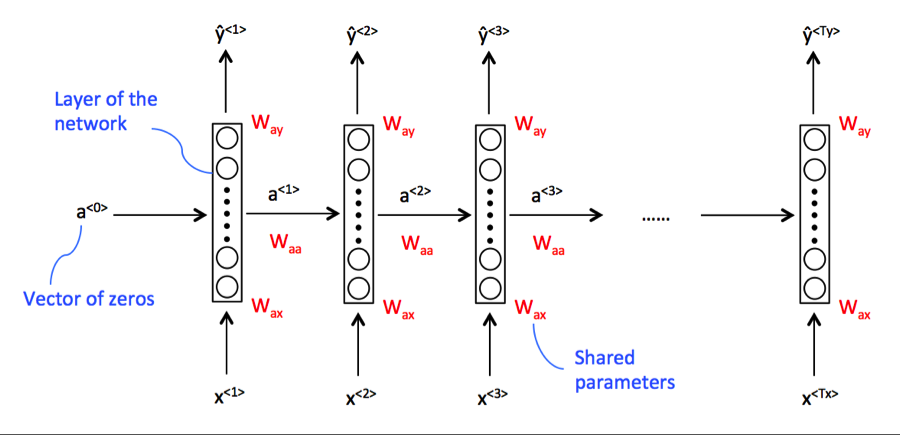 ŷ<1> ŷ<2> ŷ<3> ŷ<Ty>
Layer of the
network
Way Way Way Way
a<0> a<1> a<2> a<3> ......
Waa Waa Waa
Vector of zeros
Wax Wax Wax Wax
Shared
parameters
x<1> x<2> x<3> x<Tx>